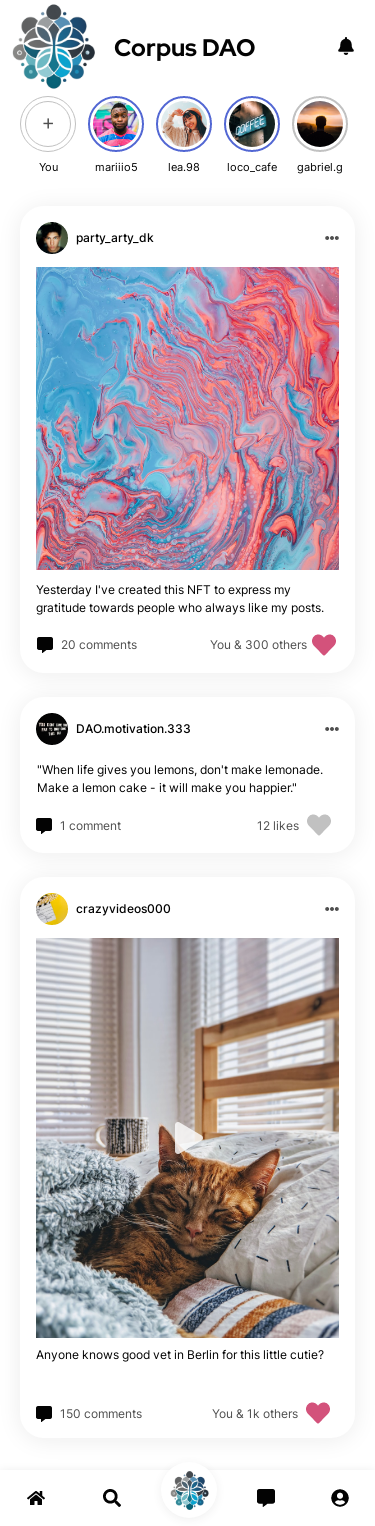 Corpus DAO
+
You
mariiio5
lea.98
COFFEE
loco_cafe
gabriel.g
party_arty_dk
Yesterday I've created this NFT to express my
gratitude towards people who always like my posts.
20 comments
You & 300 others
DAO.motivation.333
"When life gives you lemons, don't make lemonade.
Make a lemon cake - it will make you happier."
1 comment
12 likes
crazyvideos000
Anyone knows good vet in Berlin for this little cutie?
150 comments
You & 1k others